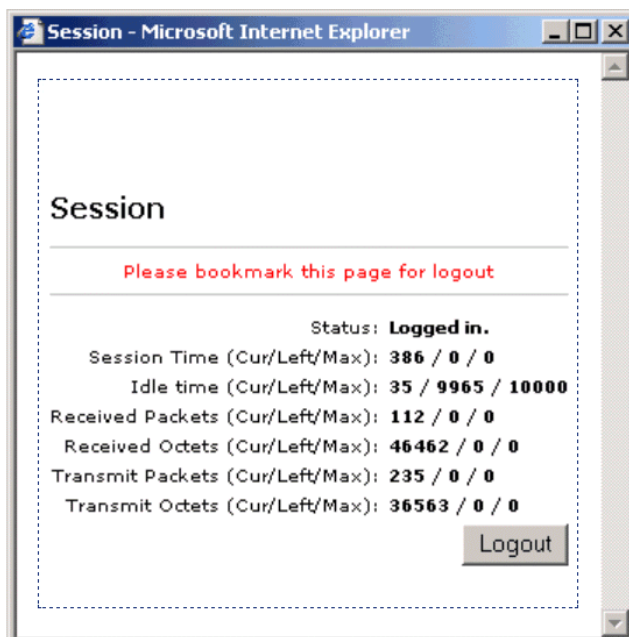 Session - Microsoft Internet Explorer
Session
Please bookmark this page for logout
Status: Logged in.
Session Time (Cur/Left/Max): 386 / 0 / 0
Idle time (Cur/Left/Max): 35 / 9965 / 10000
Received Packets (Cur/Left/Max): 112 / 0 / 0
Received Octets (Cur/Left/Max): 46462 / 0 / 0
Transmit Packets (Cur/Left/Max): 235 / 0 / 0
Transmit Octets (Cur/Left/Max): 36563 / 0 / 0
Logout